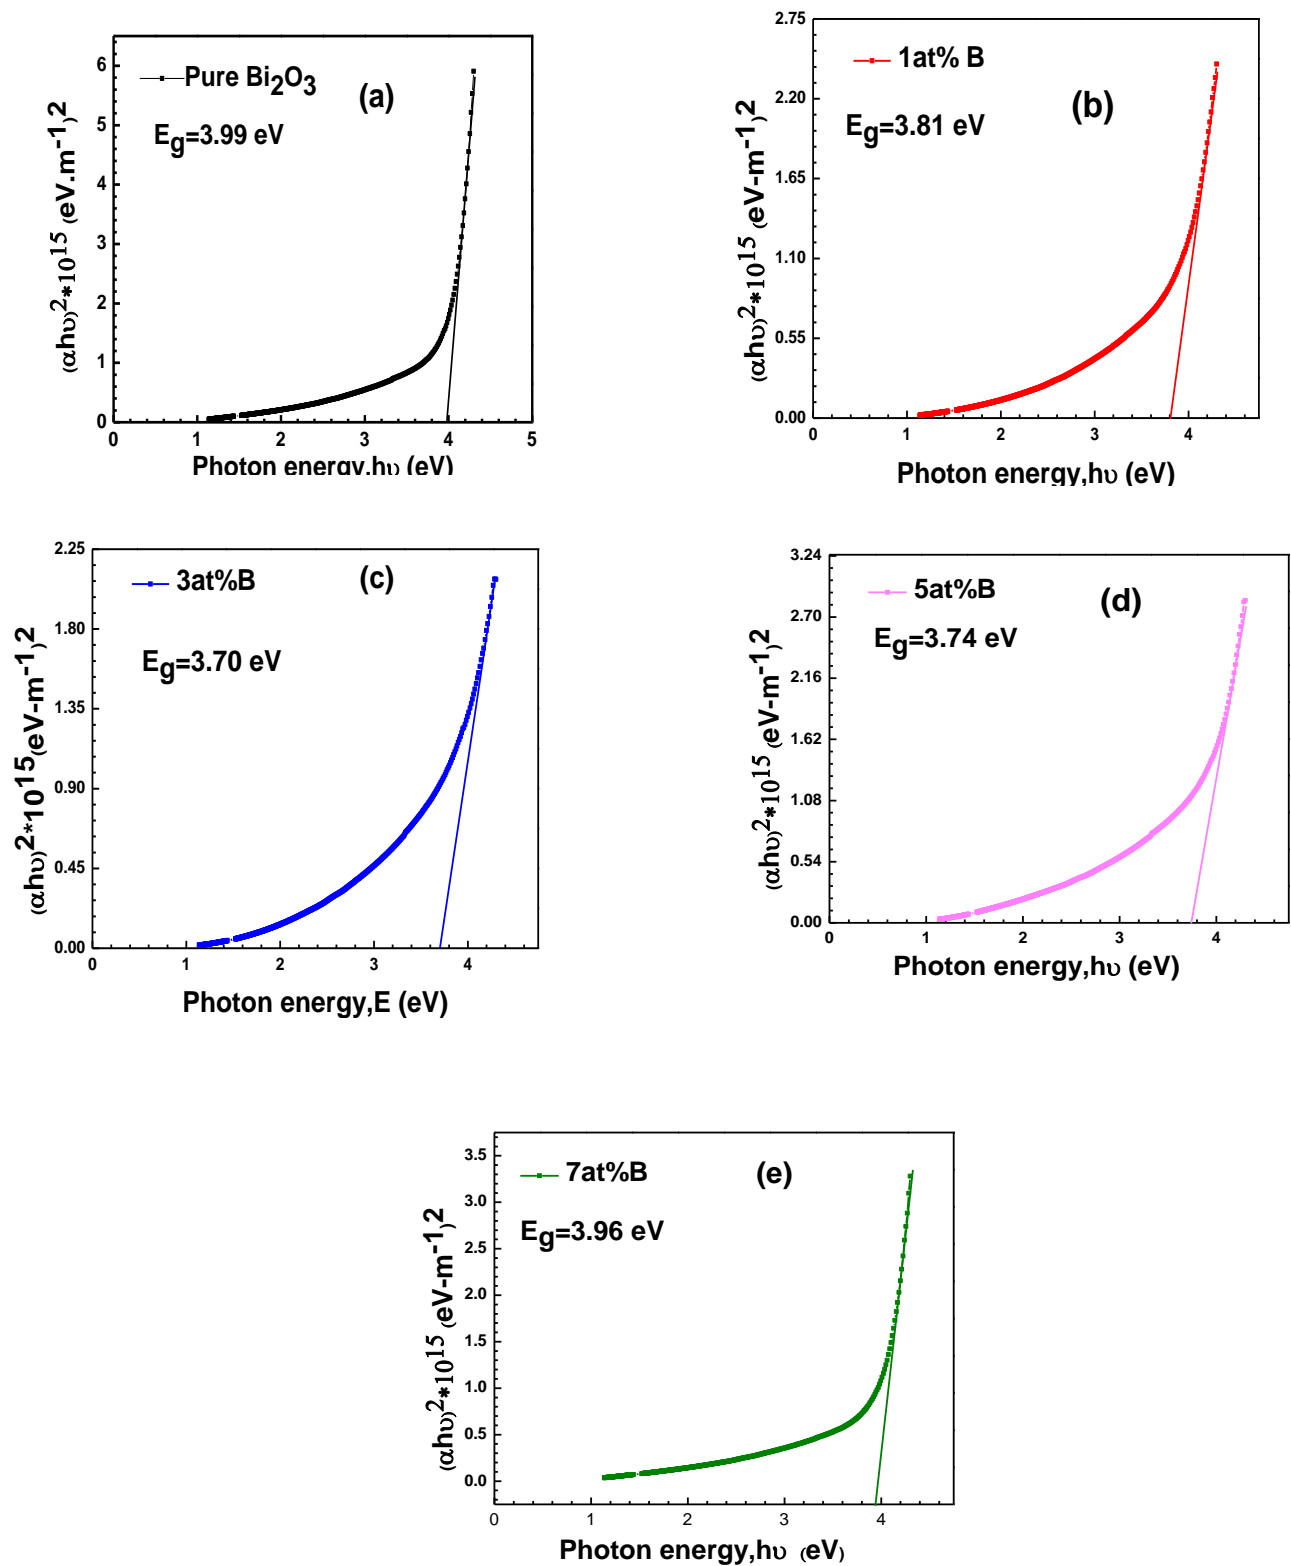 Pure Bi2O3
(a)
Eg=3.99 eV
(αhυ)2*1015 (eV.m-1)2
6
5
4
3
2
1
0
0 1 2 3 4 5
Photon energy,hυ (eV)
1at% B
(b)
Eg=3.81 eV
(αhυ)2*1015 (eV-m-1)2
2.75
2.20
1.65
1.10
0.55
0.00
0 1 2 3 4
Photon energy,hυ (eV)
3at%B
(c)
Eg=3.70 eV
(αhυ)2*1015(eV-m-1)2
2.25
1.80
1.35
0.90
0.45
0.00
0 1 2 3 4
Photon energy,E (eV)
5at%B
(d)
Eg=3.74 eV
(αhυ)2*1015 (eV-m-1)2
3.24
2.70
2.16
1.62
1.08
0.54
0.00
0 1 2 3 4
Photon energy,hυ (eV)
7at%B
(e)
Eg=3.96 eV
(αhυ)2*1015 (eV-m-1)2
3.5
3.0
2.5
2.0
1.5
1.0
0.5
0.0
0 1 2 3 4
Photon energy,hυ (eV)